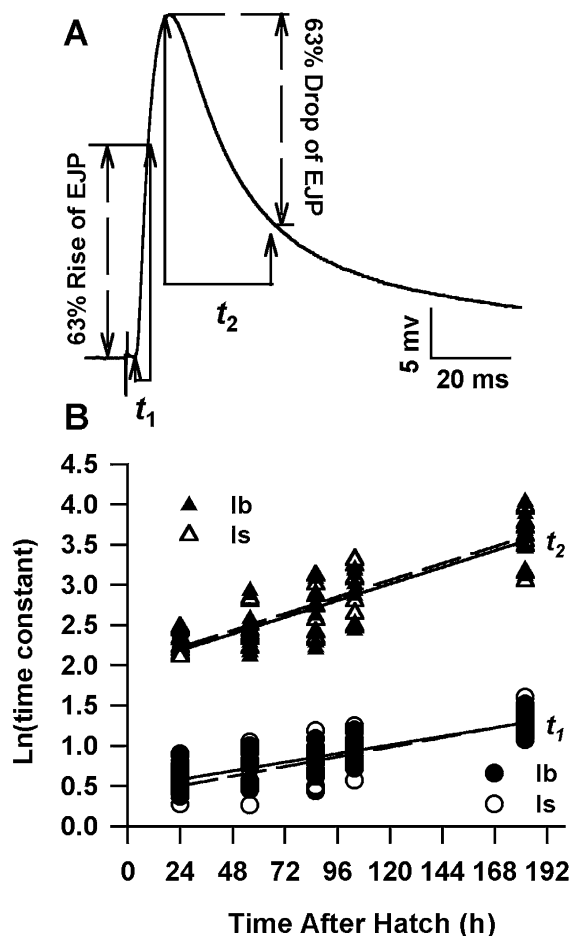 A
63% Rise of EJP
63% Drop of EJP
t2
t1
5 mv
20 ms
B
Ln(time constant)
4.5
4.0
3.5
3.0
2.5
2.0
1.5
1.0
0.5
0.0
Ib
Is
t2
t1
Ib
Is
0 24 48 72 96 120 144 168 192
Time After Hatch (h)